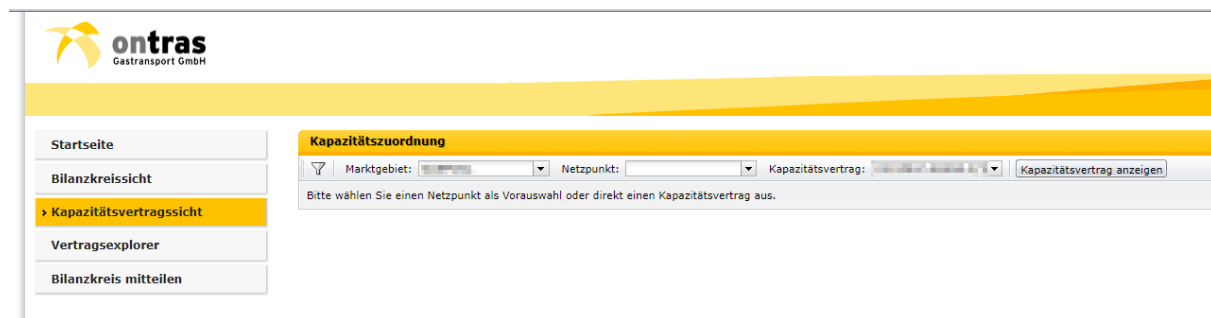 ontras
Gastransport GmbH
Startseite
Bilanzkreissicht
Kapazitätsvertragssicht
Vertragsexplorer
Bilanzkreis mitteilen
Kapazitätszuordnung
Marktgebiet: Netzpunkt: Kapazitätsvertrag: Kapazitätsvertrag anzeigen
Bitte wählen Sie einen Netzpunkt als Vorauswahl oder direkt einen Kapazitätsvertrag aus.